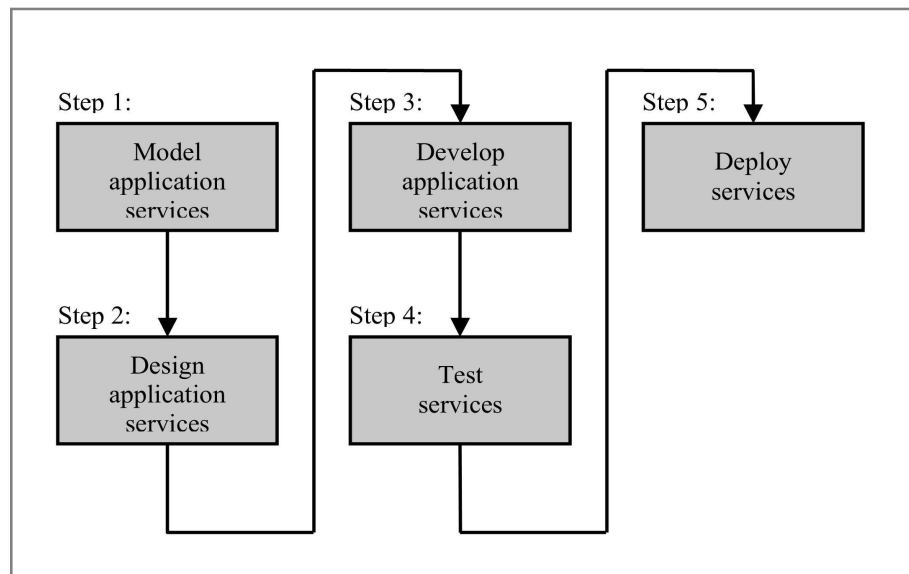 Step 1:
Model
application
services
Step 2:
Design
application
services
Step 3:
Develop
application
services
Step 4:
Test
services
Step 5:
Deploy
services